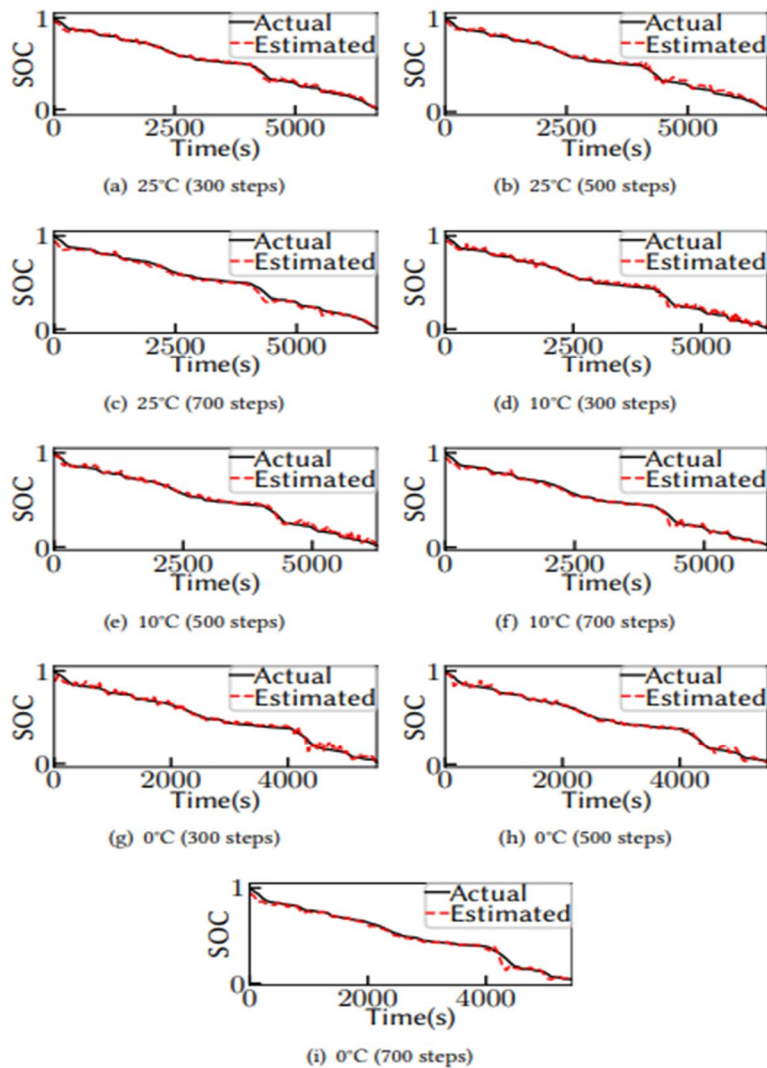 1
SOC
0
Actual
Estimated
0 2500 5000
Time(s)
(a) 25°C (300 steps)
1
SOC
0
Actual
Estimated
0 2500 5000
Time(s)
(b) 25°C (500 steps)
1
SOC
0
Actual
Estimated
0 2500 5000
Time(s)
(c) 25°C (700 steps)
1
SOC
0
Actual
Estimated
0 2500 5000
Time(s)
(d) 10°C (300 steps)
1
SOC
0
Actual
Estimated
0 2500 5000
Time(s)
(e) 10°C (500 steps)
1
SOC
0
Actual
Estimated
0 2500 5000
Time(s)
(f) 10°C (700 steps)
1
SOC
0
Actual
Estimated
0 2000 4000
Time(s)
(g) 0°C (300 steps)
1
SOC
0
Actual
Estimated
0 2000 4000
Time(s)
(h) 0°C (500 steps)
1
SOC
0
Actual
Estimated
0 2000 4000
Time(s)
(i) 0°C (700 steps)